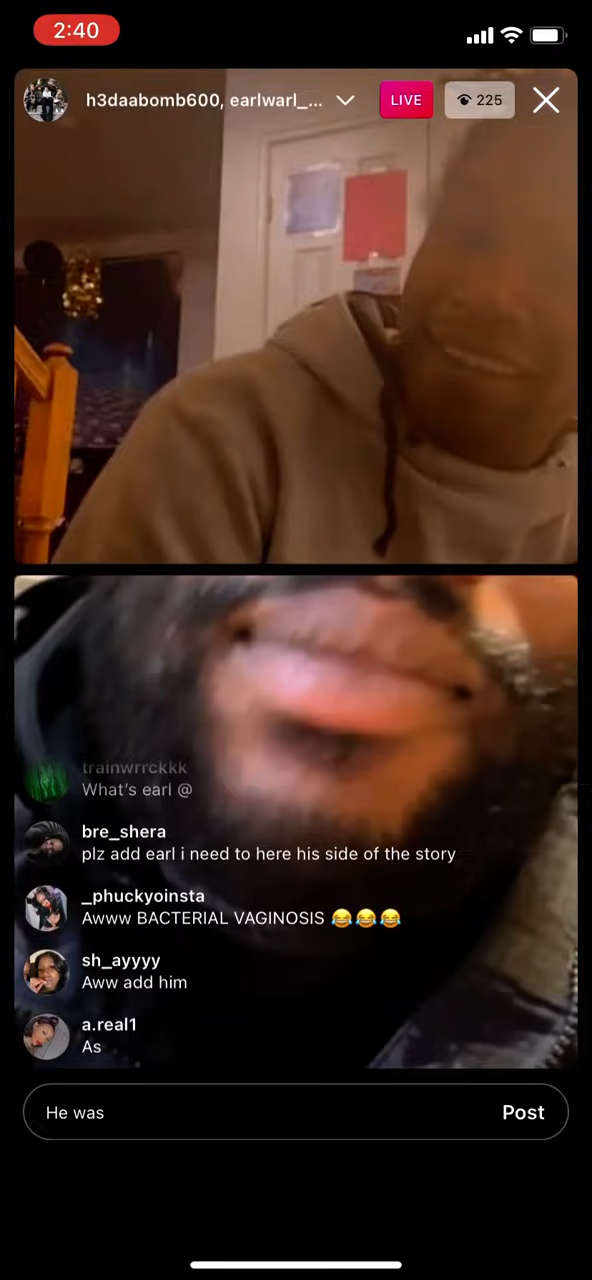 2:40
h3daabomb600, earlwarl_...
LIVE
225
trainwrrckkk
What's earl @
bre_shera
plz add earl i need to here his side of the story
_phuckyoinsta
Awww BACTERIAL VAGINOSIS 😂😂😂
sh_ayyyy
Aww add him
a.real1
As
He was
Post